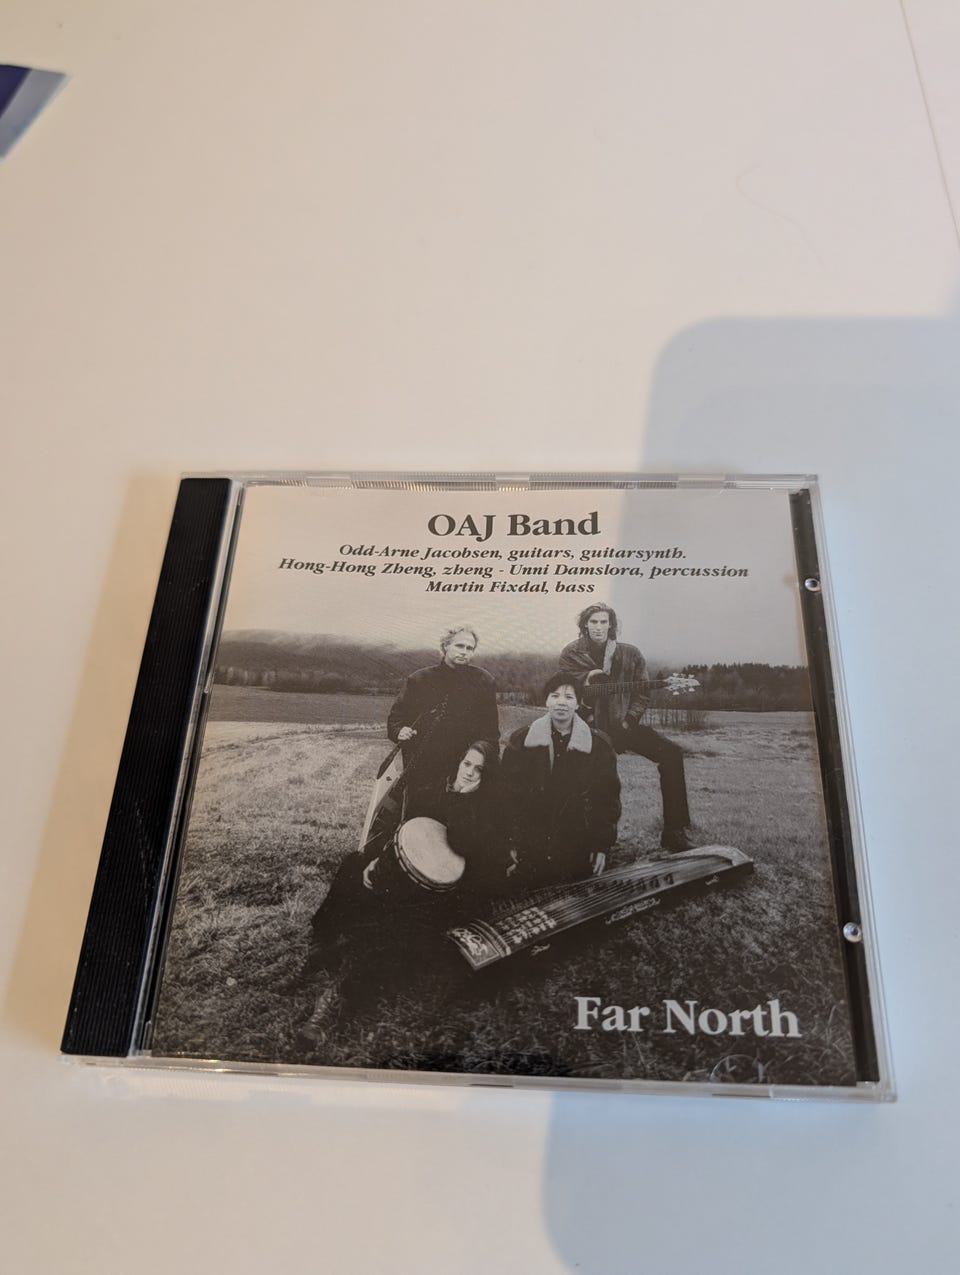 OAJ Band
Odd-Arne Jacobsen, guitars, guitarsynth.
Hong-Hong Zheng, zheng - Unni Damslora, percussion
Martin Fixdal, bass
Far North